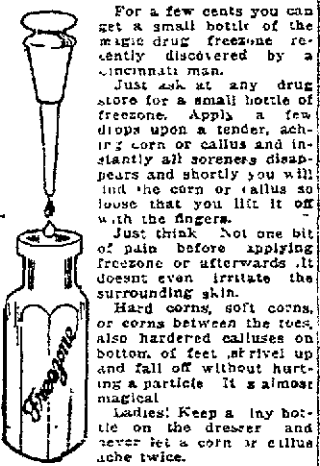 For a few cents you can
get a small bottle of the
magic drug freezone re-
cently discovered by a
Cincinnati man.
Just ask at any drug
store for a small bottle of
freezone. Apply a few
drops upon a tender, ach-
ing corn or callus and in-
stantly all soreness disap-
pears and shortly you will
find the corn or callus so
loose that you lift it off
with the fingers.
Just think Not one bit
of pain before applying
freezone or afterwards. It
doesnt even irritate the
surrounding skin.
Hard corns, soft corns,
or corns between the toes,
also hardened calluses on
bottom of feet, shrivel up
and fall off without hurt-
ing a particle It s almost
magical
Ladies! Keep a tiny bot-
tle on the dresser and
never let a corn or callus
ache twice.
Freezone